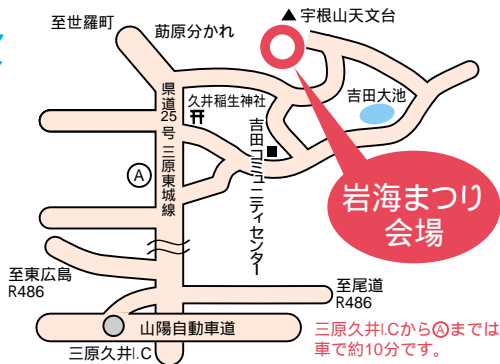 至世羅町
莇原分かれ
▲宇根山天文台
久井稲生神社
吉田大池
県道25号三原東城線
吉田コミュニティセンター
Ⓐ
岩海まつり
会場
至東広島
R486
至尾道
R486
山陽自動車道
三原久井I.C
三原久井I.CからⒶまでは
車で約10分です。